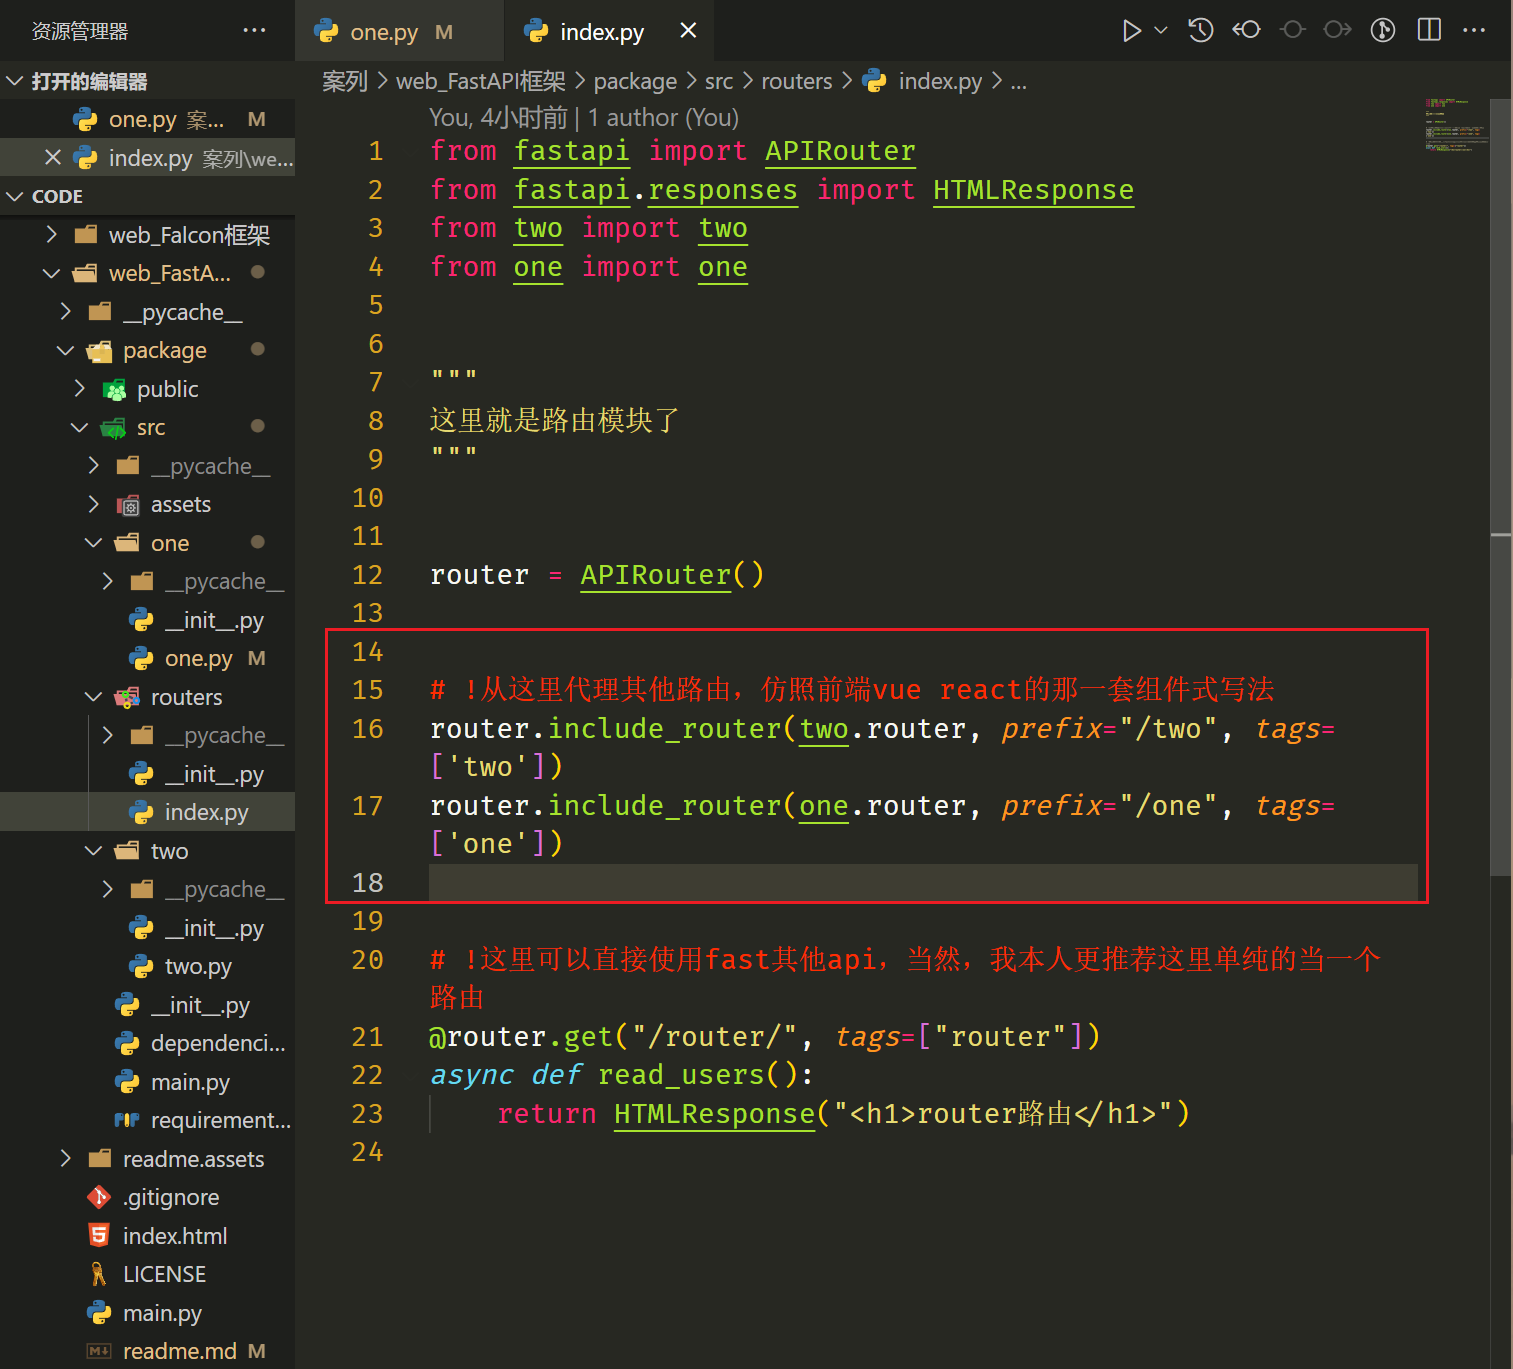 资源管理器 ···
打开的编辑器
one.py 案... M
index.py 案列\we...
CODE
web_Falcon框架
web_FastA...
__pycache__
package
public
src
__pycache__
assets
one
__pycache__
__init__.py
one.py M
routers
__pycache__
__init__.py
index.py
two
__pycache__
__init__.py
two.py
__init__.py
dependenci...
main.py
requirement...
readme.assets
.gitignore
index.html
LICENSE
main.py
readme.md M
one.py M index.py
案列 > web_FastAPI框架 > package > src > routers > index.py > ...
You, 4小时前 | 1 author (You)
1 from fastapi import APIRouter
2 from fastapi.responses import HTMLResponse
3 from two import two
4 from one import one
5
6
7 """
8 这里就是路由模块了
9 """
10
11
12 router = APIRouter()
13
14
15 # !从这里代理其他路由，仿照前端vue react的那一套组件式写法
16 router.include_router(two.router, prefix="/two", tags=
['two'])
17 router.include_router(one.router, prefix="/one", tags=
['one'])
18
19
20 # !这里可以直接使用fast其他api，当然，我本人更推荐这里单纯的当一个
路由
21 @router.get("/router/", tags=["router"])
22 async def read_users():
23 return HTMLResponse("<h1>router路由</h1>")
24